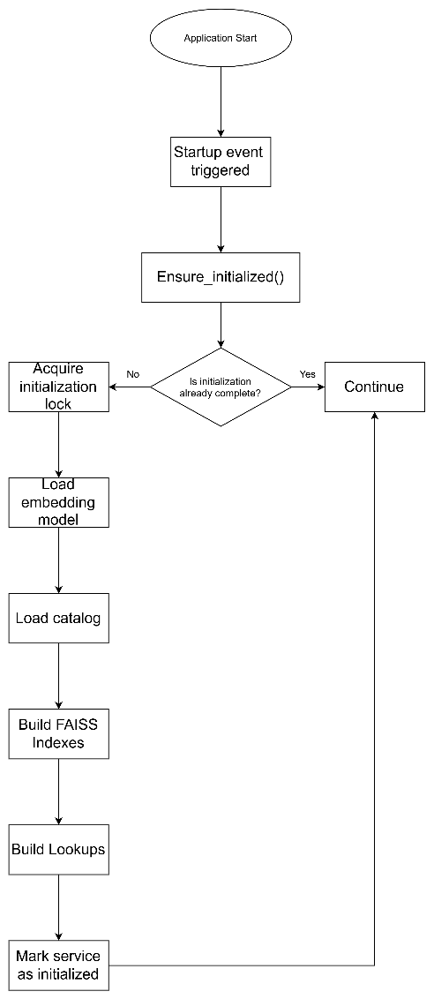 Application Start
Startup event
triggered
Ensure_initialized()
Is initialization
already complete?
No
Yes
Acquire
initialization
lock
Continue
Load
embedding
model
Load catalog
Build FAISS
Indexes
Build Lookups
Mark service
as initialized